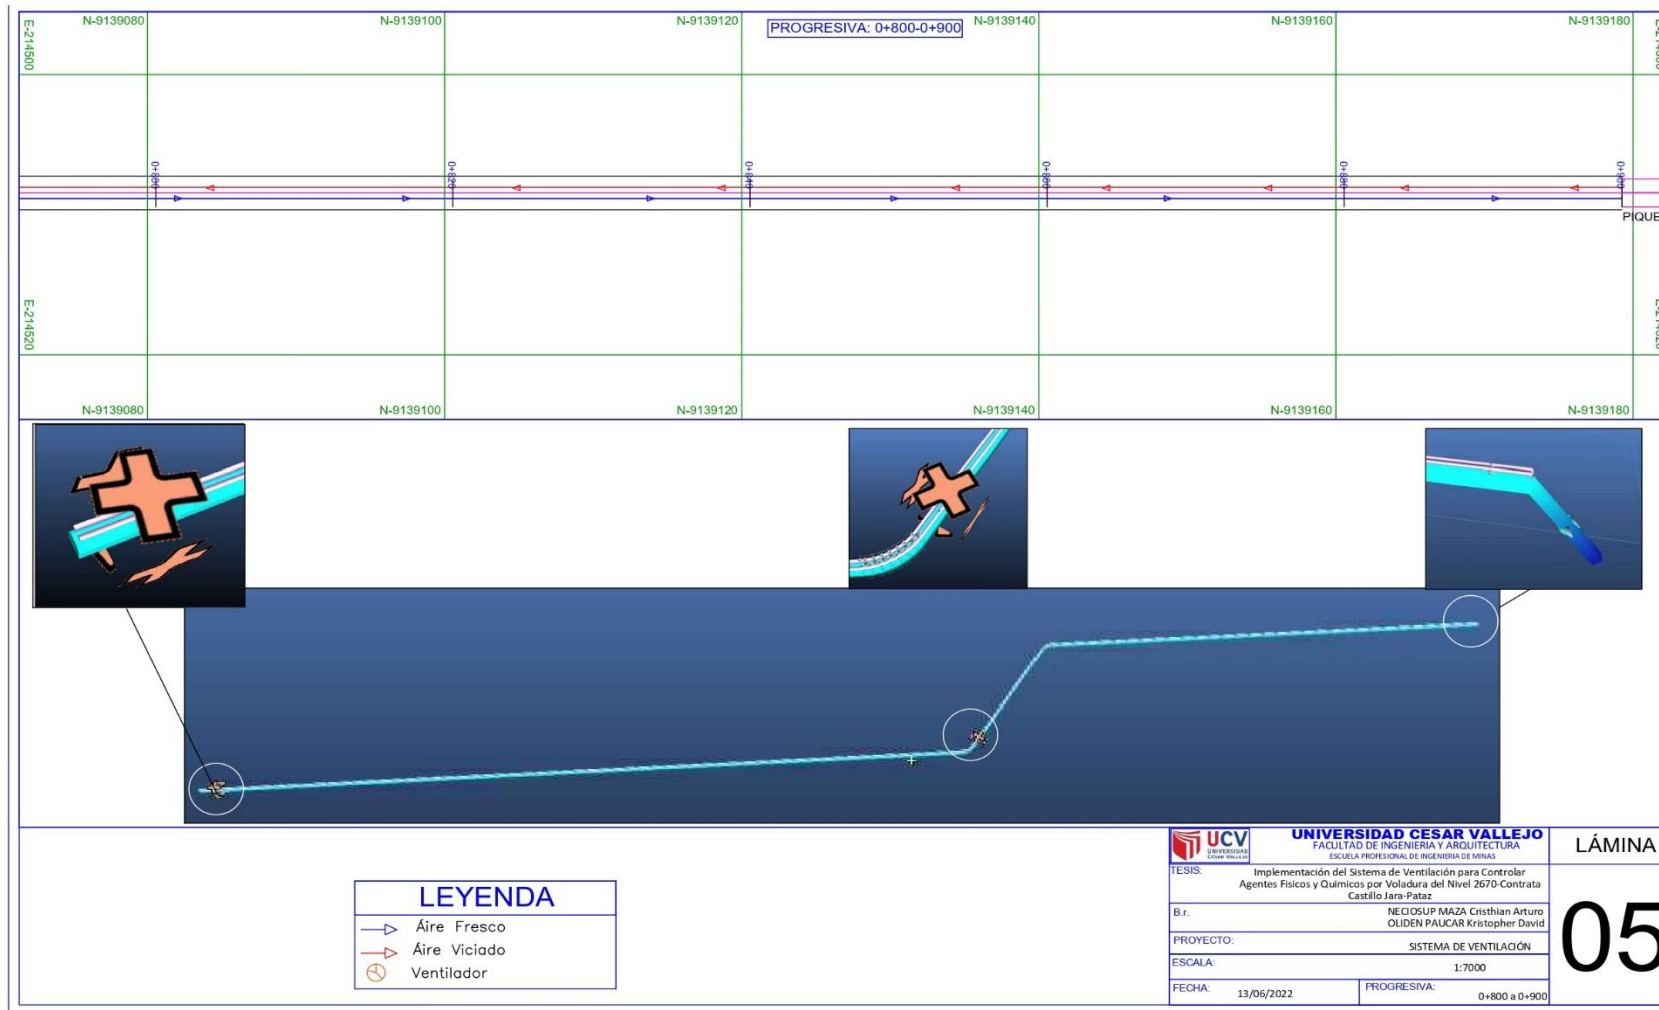 N-9139080 N-9139100 N-9139120 N-9139140 N-9139160 N-9139180
PROGRESIVA: 0+800-0+900
E-214500
0+800 0+820 0+840 0+860 0+880 0+900
PIQUE
E-214520
N-9139080 N-9139100 N-9139120 N-9139140 N-9139160 N-9139180
LEYENDA
Áire Fresco
Áire Viciado
Ventilador
UCV
UNIVERSIDAD
CÉSAR VALLEJO
UNIVERSIDAD CESAR VALLEJO
FACULTAD DE INGENIERIA Y ARQUITECTURA
ESCUELA PROFESIONAL DE INGENIERIA DE MINAS
TESIS: Implementación del Sistema de Ventilación para Controlar
Agentes Fisicos y Quimicos por Voladura del Nivel 2670-Contrata
Castillo Jara-Pataz
B.r. NECIOSUP MAZA Cristhian Arturo
OLIDEN PAUCAR Kristopher David
PROYECTO: SISTEMA DE VENTILACIÓN
ESCALA: 1:7000
FECHA: 13/06/2022
PROGRESIVA: 0+800 a 0+900
LÁMINA
05